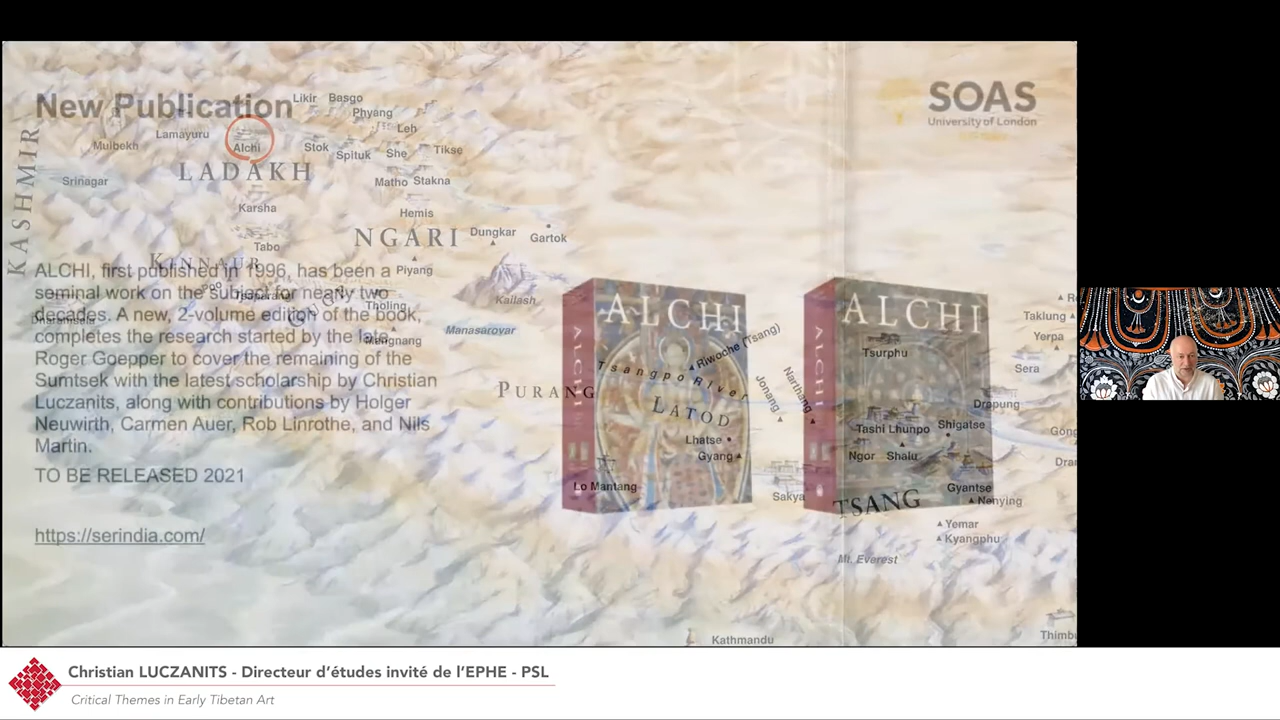 New Publication
SOAS
University of London
Likir
Basgo
Phyang
Leh
Lamayuru
Mulbekh
Alchi
Stok
Spituk
She
Tikse
LADAKH
KASHMIR
Srinagar
Matho
Stakna
Karsha
Hemis
NGARI
Dungkar
Gartok
Tabo
KINNAUR
Piyang
Poo
Tsaparang
Tholing
Kailash
Manasarovar
ALCHI, first published in 1996, has been a
seminal work on the subject for nearly two
decades. A new, 2-volume edition of the book,
completes the research started by the late
Roger Goepper to cover the remaining of the
Sumtsek with the latest scholarship by Christian
Luczanits, along with contributions by Holger
Neuwirth, Carmen Auer, Rob Linrothe, and Nils
Martin.
TO BE RELEASED 2021
https://serindia.com/
PURANG
ALCHI
ALCHI
ALCHI
ALCHI
Riwoche (Tsang)
Tsangpo River
LATOD
Jonang
Narthang
Lhatse
Gyang
Lo Mantang
Sakya
Tsurphu
Tashi Lhunpo
Shigatse
Ngor
Shalu
Gyantse
Nenying
TSANG
Yemar
Kyangphu
Mt. Everest
Kathmandu
Taklung
Yerpa
Sera
Drepung
Thimbu
Christian LUCZANITS - Directeur d'études invité de l'EPHE - PSL
Critical Themes in Early Tibetan Art